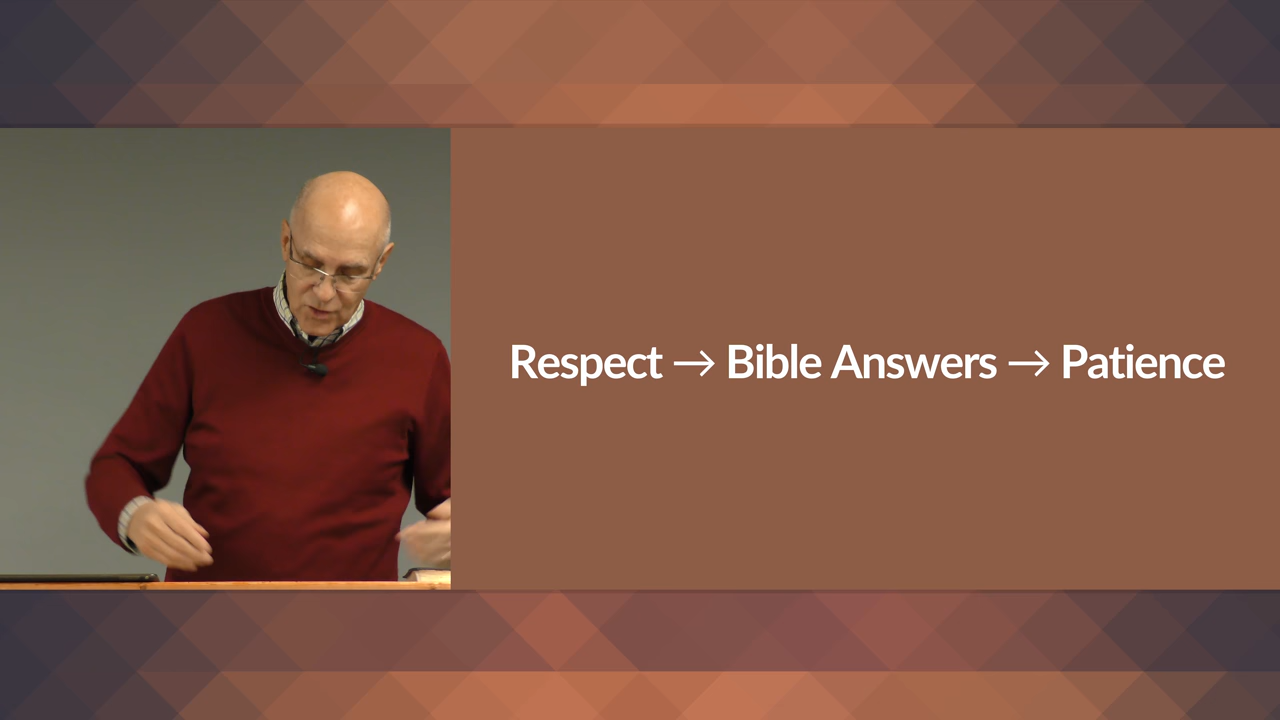 Respect → Bible Answers → Patience